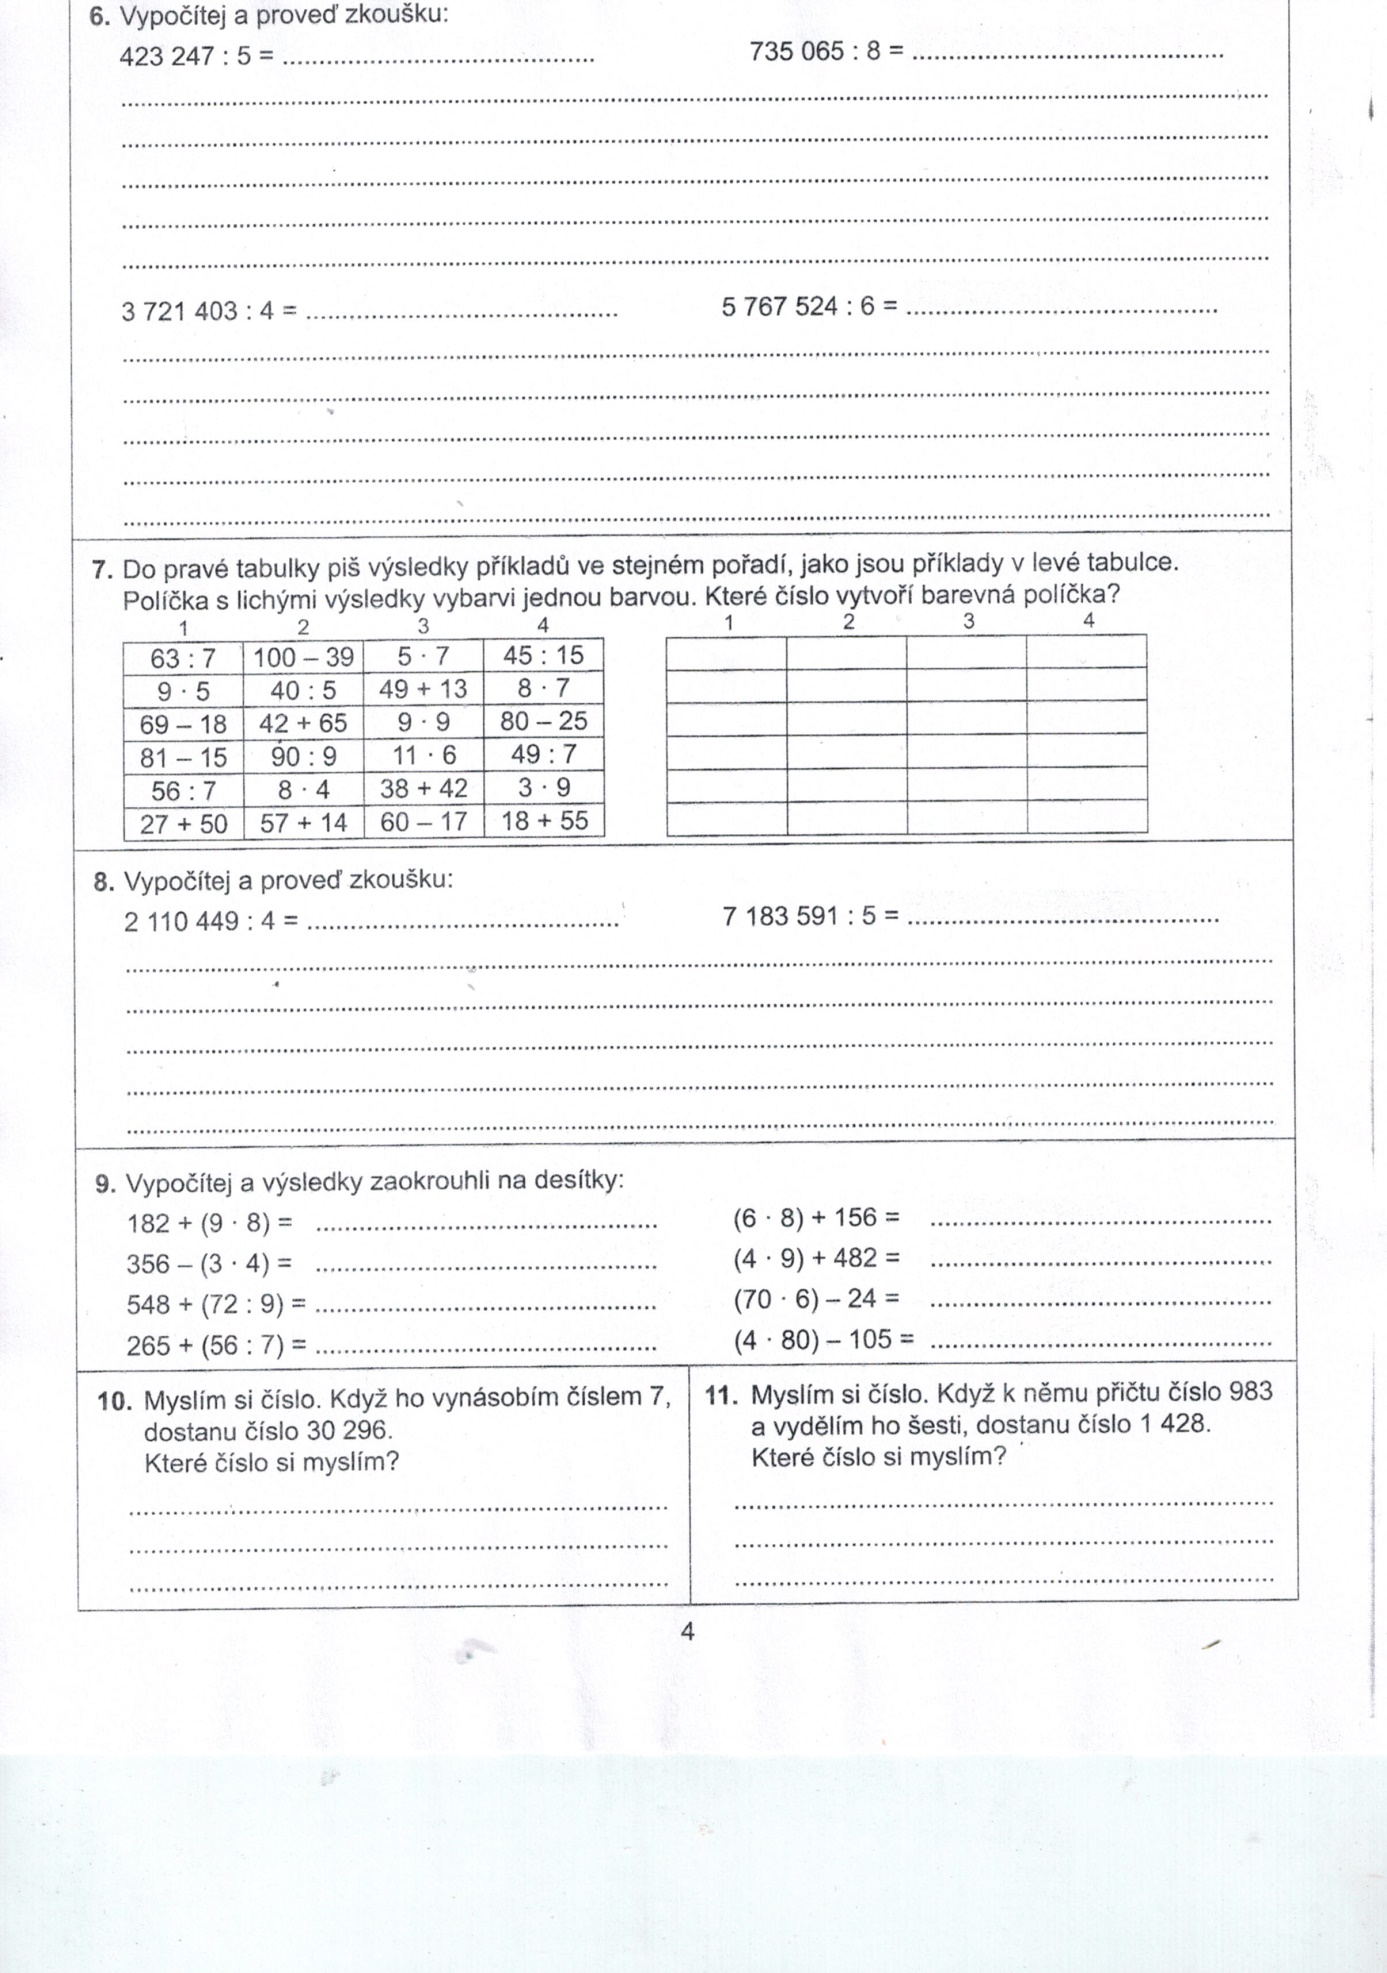 6. Vypočítej a proveď zkoušku:
423 247 : 5 = ........................................ 735 065 : 8 = ........................................
3 721 403 : 4 = ........................................ 5 767 524 : 6 = ........................................
7. Do pravé tabulky piš výsledky příkladů ve stejném pořadí, jako jsou příklady v levé tabulce.
Políčka s lichými výsledky vybarvi jednou barvou. Které číslo vytvoří barevná políčka?
1 2 3 4 1 2 3 4
63 : 7 100 – 39 5 · 7 45 : 15
9 · 5 40 : 5 49 + 13 8 · 7
69 – 18 42 + 65 9 · 9 80 – 25
81 – 15 90 : 9 11 · 6 49 : 7
56 : 7 8 · 4 38 + 42 3 · 9
27 + 50 57 + 14 60 – 17 18 + 55
8. Vypočítej a proveď zkoušku:
2 110 449 : 4 = ........................................ 7 183 591 : 5 = ........................................
9. Vypočítej a výsledky zaokrouhli na desítky:
182 + (9 · 8) = ........................................ (6 · 8) + 156 = ........................................
356 – (3 · 4) = ........................................ (4 · 9) + 482 = ........................................
548 + (72 : 9) = ........................................ (70 · 6) – 24 = ........................................
265 + (56 : 7) = ........................................ (4 · 80) – 105 = ........................................
10. Myslím si číslo. Když ho vynásobím číslem 7,
dostanu číslo 30 296.
Které číslo si myslím?
11. Myslím si číslo. Když k němu přičtu číslo 983
a vydělím ho šesti, dostanu číslo 1 428.
Které číslo si myslím?
4